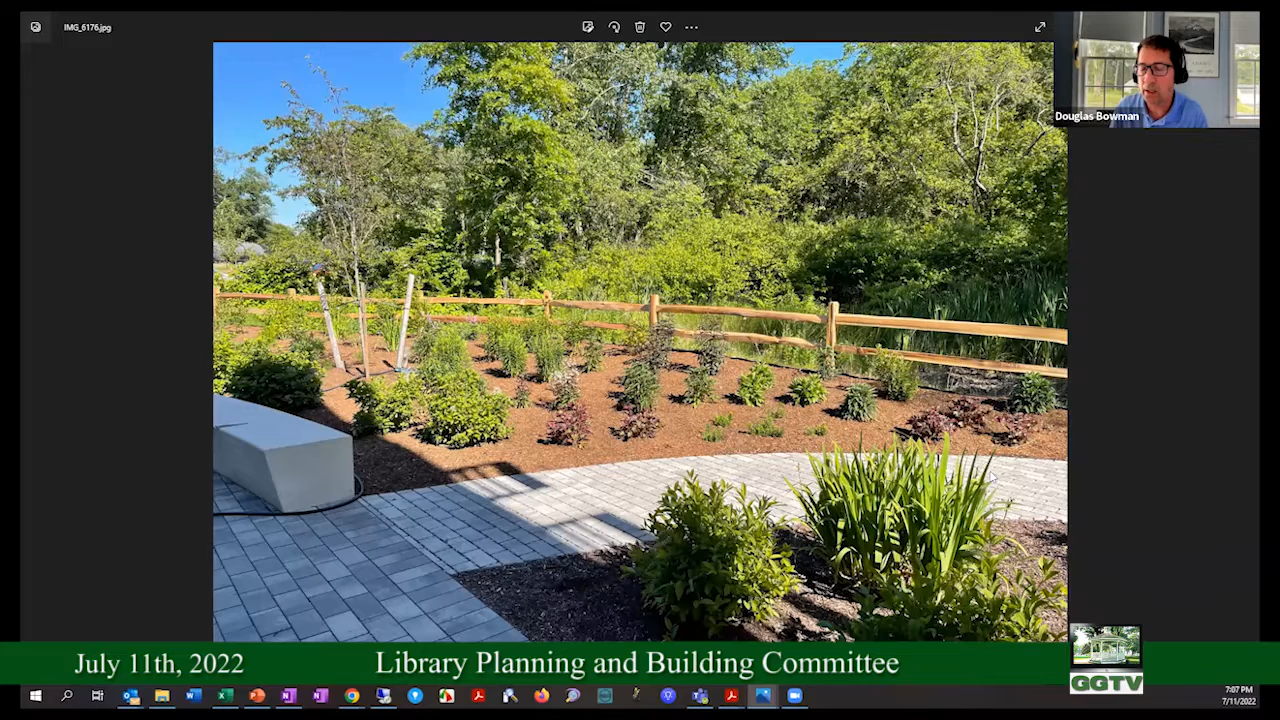 IMG_6176.jpg
Douglas Bowman
July 11th, 2022
Library Planning and Building Committee
GGTV
7:07 PM
7/11/2022